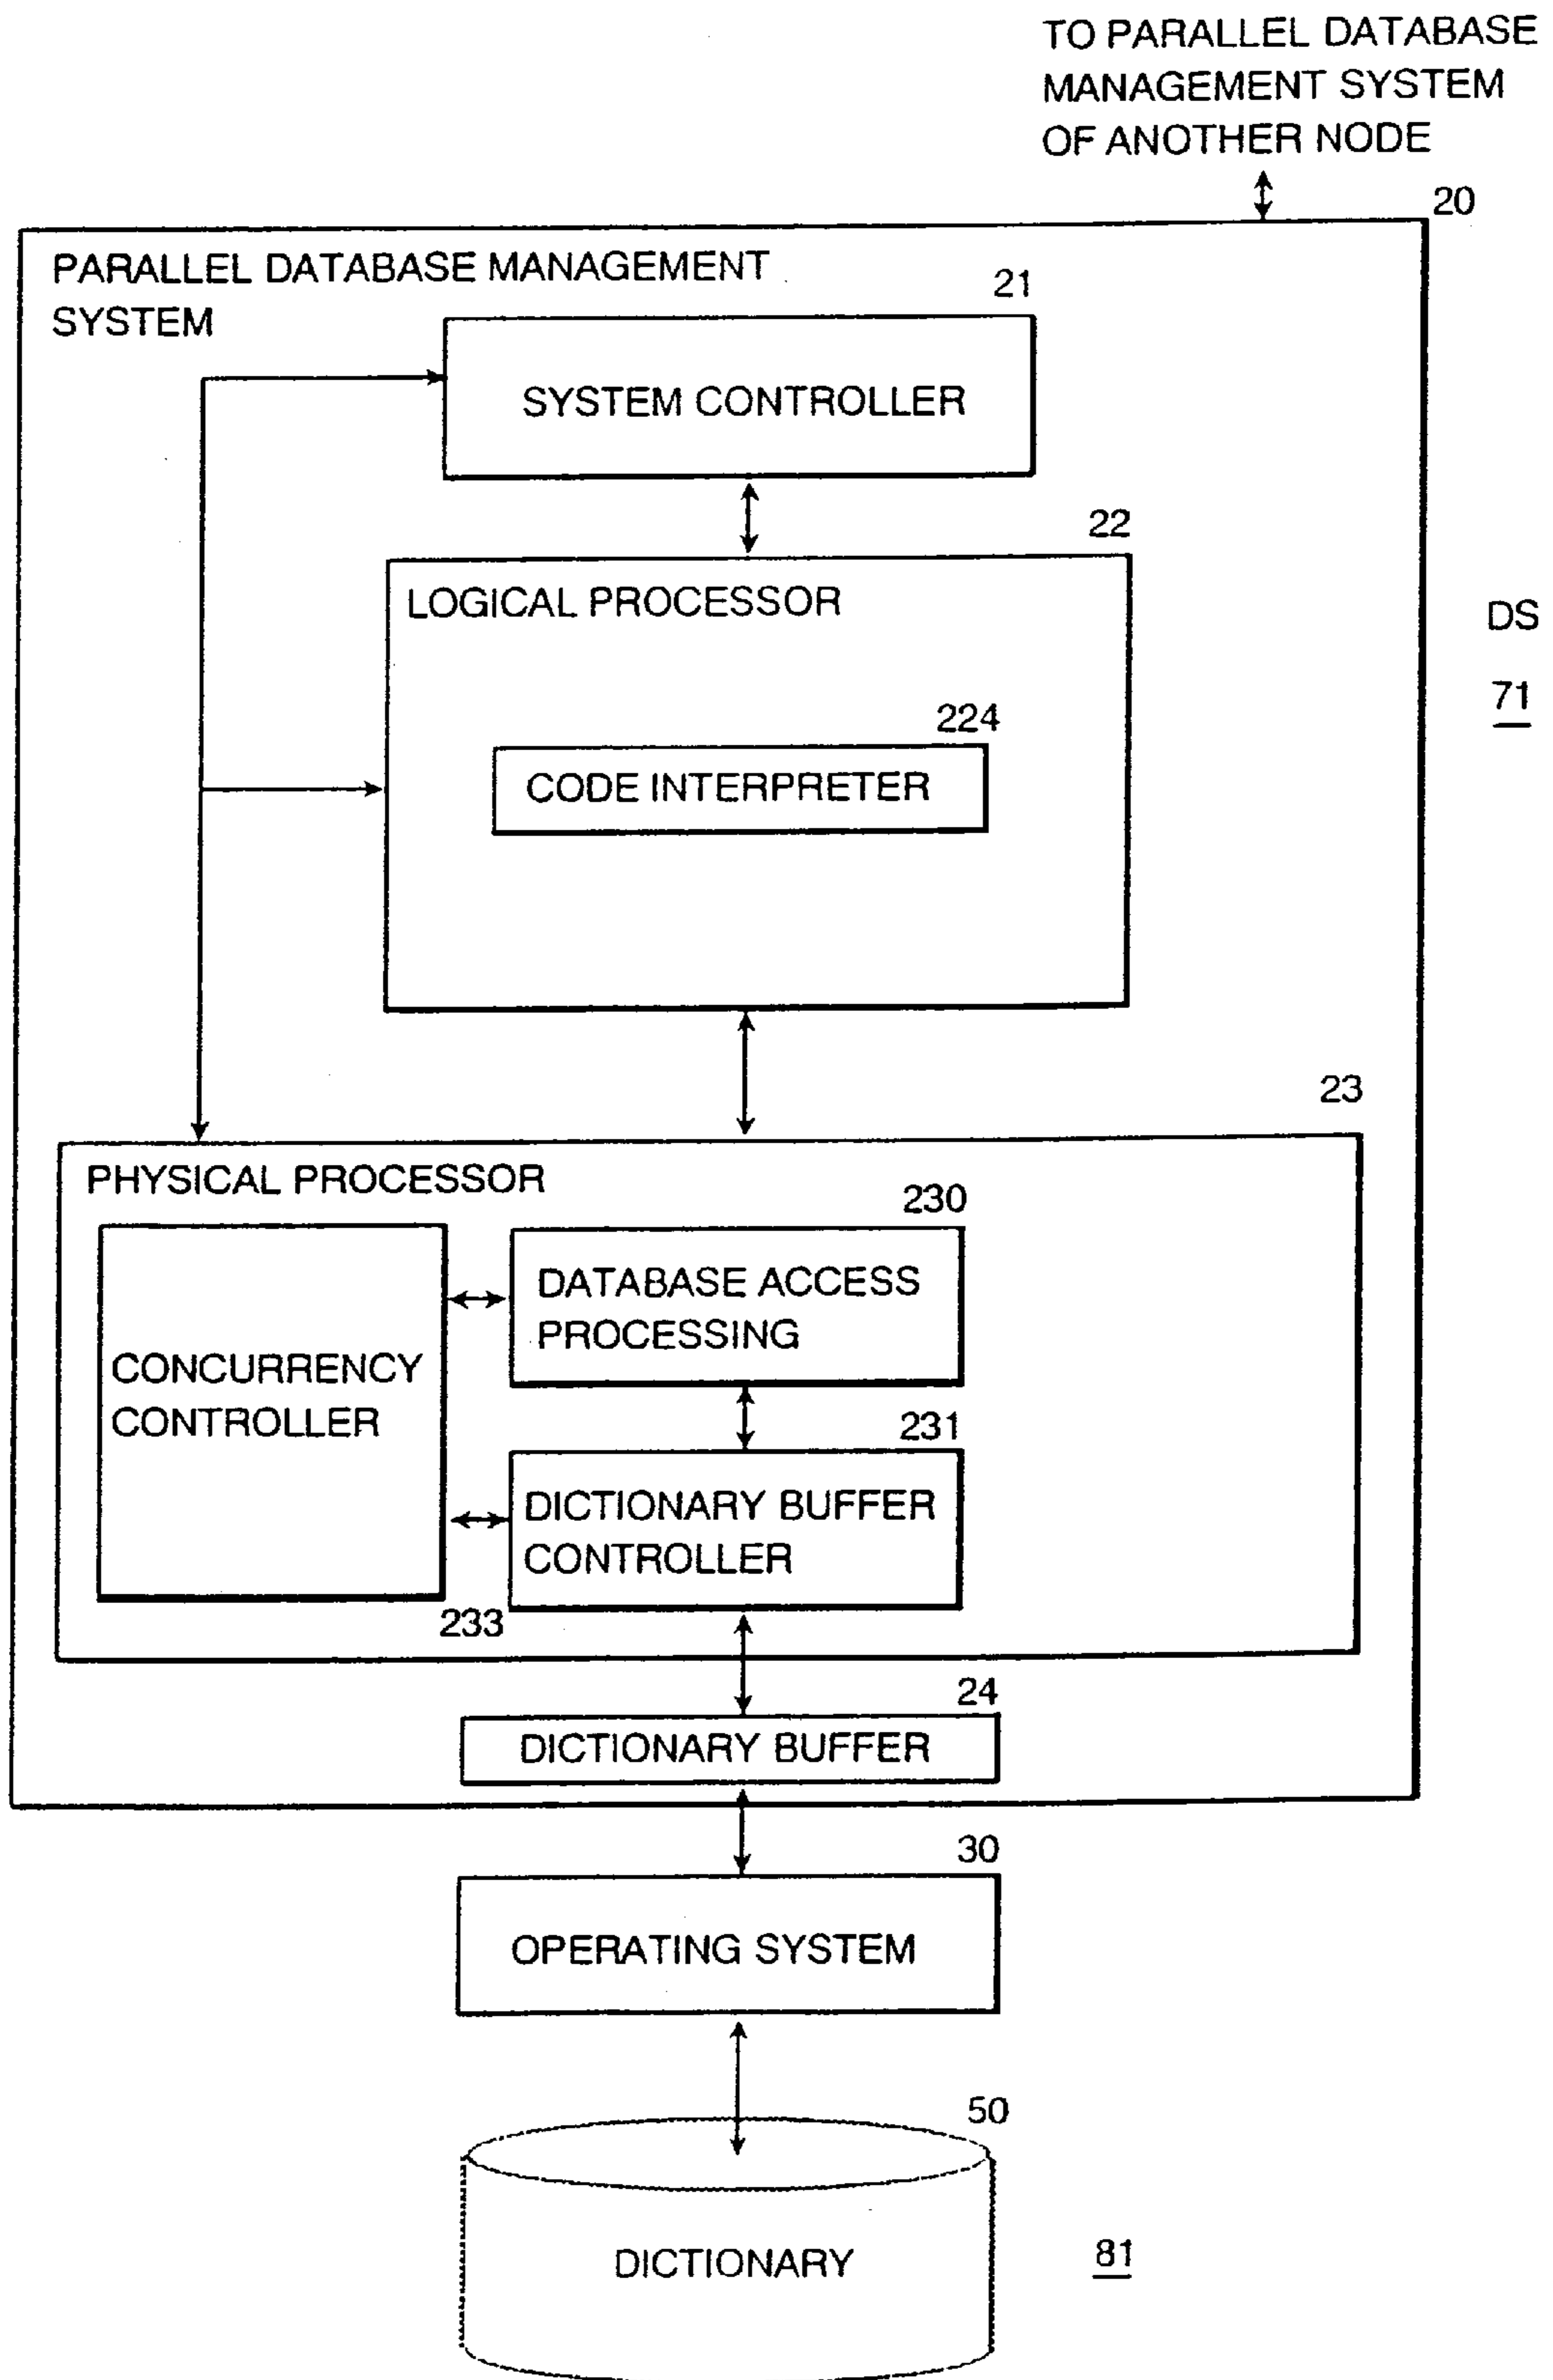 TO PARALLEL DATABASE
MANAGEMENT SYSTEM
OF ANOTHER NODE
20
PARALLEL DATABASE MANAGEMENT
SYSTEM
21
SYSTEM CONTROLLER
22
LOGICAL PROCESSOR
DS
71
224
CODE INTERPRETER
23
PHYSICAL PROCESSOR
230
DATABASE ACCESS
PROCESSING
CONCURRENCY
CONTROLLER
231
DICTIONARY BUFFER
CONTROLLER
233
24
DICTIONARY BUFFER
30
OPERATING SYSTEM
50
DICTIONARY
81